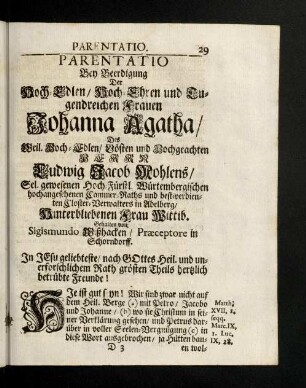 PARENTATIO. 29
PARENTATIO
Bey Beerdigung
Der
Hoch Edlen/ Hoch-Ehren und Tu-
gendreichen Frauen
Johanna Agatha/
Des
Weil. Hoch-Edlen/ Vösten und Hochgeachten
HERRN
Ludwig Jacob Mohlens/
Sel. gewesenen Hoch Fürstl. Würtembergischen
hochangesehenen Cammer-Raths und bestverdien-
ten Closter-Verwalters in Adelberg/
Hinterbliebenen Frau Wittib.
Gehalten von
Sigismundo Wißhacken/ Præceptore in
Schorndorff.
In JEsu geliebteste/ nach GOttes Heil. und un-
erforschlichem Rath grösten Theils hertzlich
betrübte Freunde!
HJe ist gut seyn! Wir sind zwar nicht auf
dem Heil. Berge (a) mit Petro/ Jacobo
und Johanne/ (b) wo sie Christum in sei-
ner Verklärung gesehen/ und Petrus dar-
über in voller Seelen-Vergnügung (c) in
diese Wort ausgebrochen/ ja Hütten bau-
Matth.
XVII, 1.
seqq.
Marc. IX,
2. Luc.
IX, 28.
D 3 en wol-